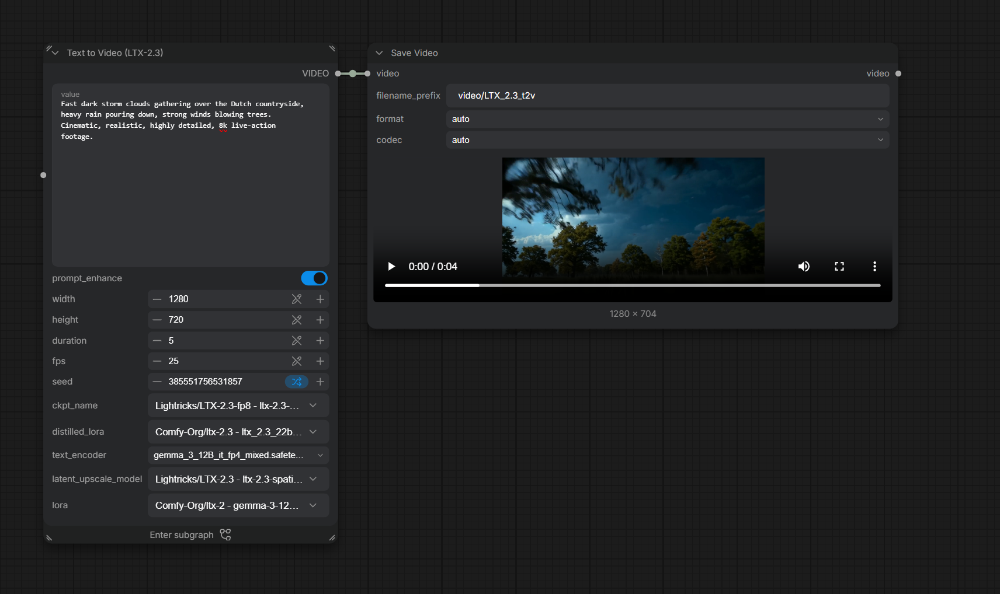 Text to Video (LTX-2.3)
VIDEO
value
Fast dark storm clouds gathering over the Dutch countryside,
heavy rain pouring down, strong winds blowing trees.
Cinematic, realistic, highly detailed, 8k live-action
footage.
prompt_enhance
width 1280
height 720
duration 5
fps 25
seed 385551756531857
ckpt_name Lightricks/LTX-2.3-fp8 - ltx-2.3-...
distilled_lora Comfy-Org/ltx-2.3 - ltx_2.3_22b...
text_encoder gemma_3_12B_it_fp4_mixed.safete...
latent_upscale_model Lightricks/LTX-2.3 - ltx-2.3-spati...
lora Comfy-Org/ltx-2 - gemma-3-12...
Enter subgraph
Save Video
video video
filename_prefix video/LTX_2.3_t2v
format auto
codec auto
0:00 / 0:04
1280 × 704